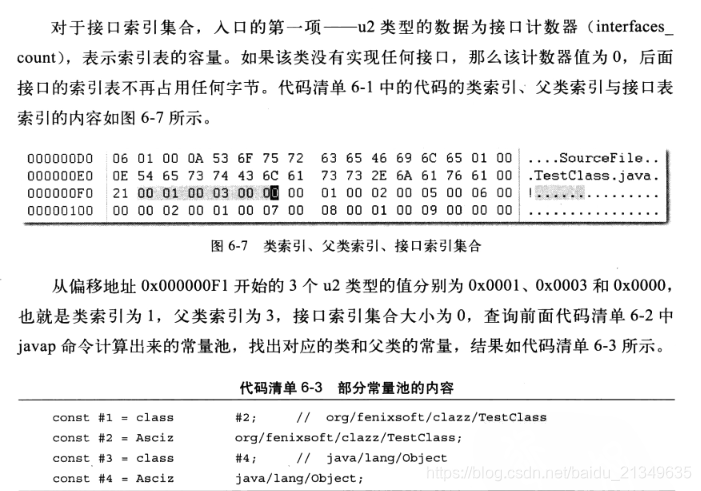 对于接口索引集合，入口的第一项——u2 类型的数据为接口计数器（interfaces_
count），表示索引表的容量。如果该类没有实现任何接口，那么该计数器值为 0，后面
接口的索引表不再占用任何字节。代码清单 6-1 中的代码的类索引、父类索引与接口表
索引的内容如图 6-7 所示。
000000D0 06 01 00 0A 53 6F 75 72 63 65 46 69 6C 65 01 00 ....SourceFile..
000000E0 0E 54 65 73 74 43 6C 61 73 73 2E 6A 61 76 61 00 .TestClass.java.
000000F0 21 00 01 00 03 00 00 00 01 00 02 00 05 00 06 00 !...............
00000100 00 00 02 00 01 00 07 00 08 00 01 00 09 00 00 00 ................
图 6-7 类索引、父类索引、接口索引集合
从偏移地址 0x000000F1 开始的 3 个 u2 类型的值分别为 0x0001、0x0003 和 0x0000，
也就是类索引为 1，父类索引为 3，接口索引集合大小为 0，查询前面代码清单 6-2 中
javap 命令计算出来的常量池，找出对应的类和父类的常量，结果如代码清单 6-3 所示。
代码清单 6-3 部分常量池的内容
const #1 = class #2; // org/fenixsoft/clazz/TestClass
const #2 = Asciz org/fenixsoft/clazz/TestClass;
const #3 = class #4; // java/lang/Object
const #4 = Asciz java/lang/Object;
https://blog.csdn.net/baidu_21349635